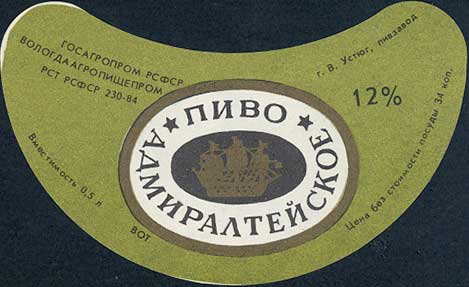 ГОСАГРОПРОМ РСФСР
ВОЛОГДААГРОПИЩЕПРОМ
РСТ РСФСР 230-84
г. В. Устюг, пивзавод
12%
★ ПИВО ★
АДМИРАЛТЕЙСКОЕ
Вместимость 0,5 л
ВОТ
Цена без стоимости посуды 34 коп.